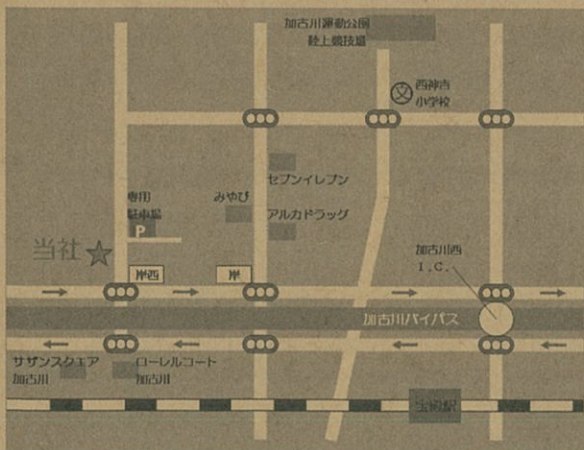 加古川運動公園
陸上競技場
西神吉
小学校
セブンイレブン
専用
駐車場
P
みやび
アルカドラッグ
当社
岸西
岸
加古川西
I.C.
加古川バイパス
サザンスクエア
加古川
ローレルコート
加古川
宝殿駅